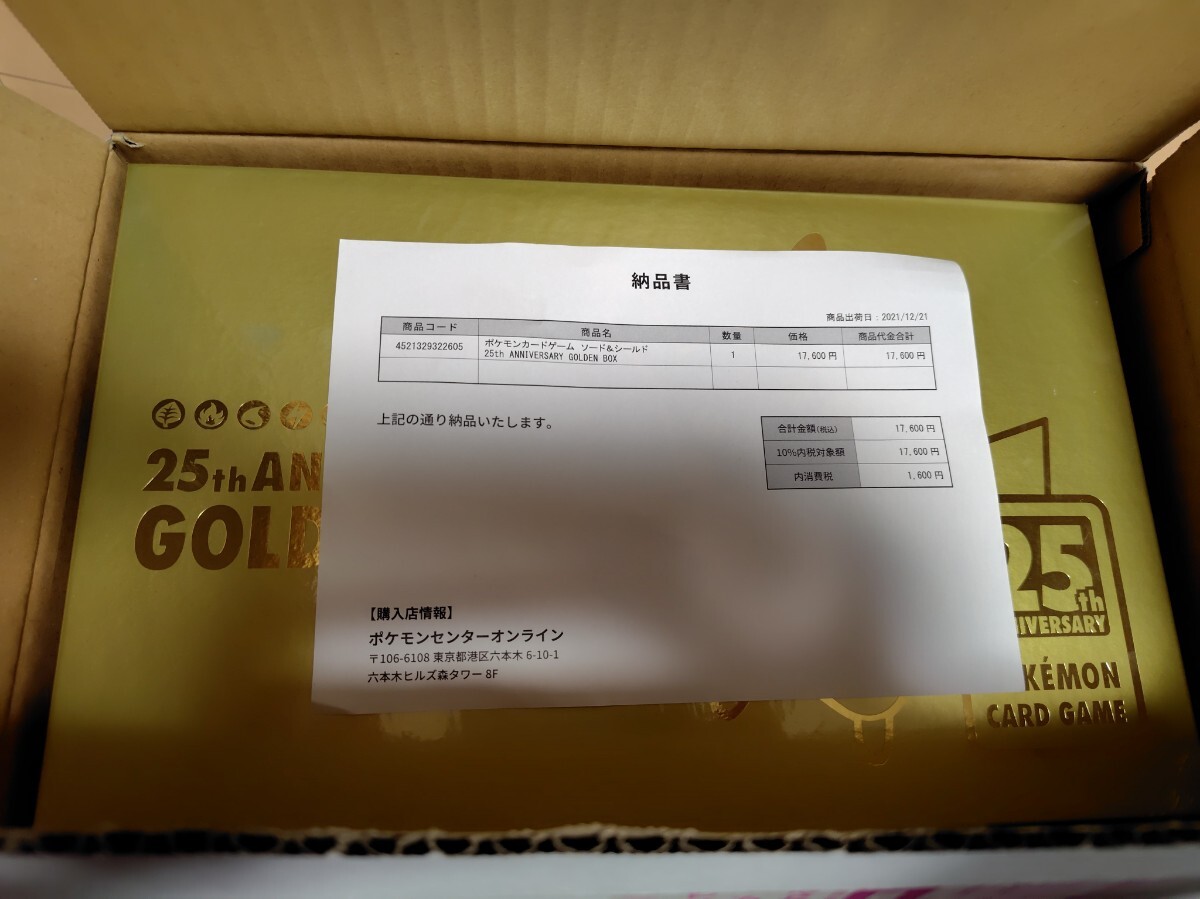 納品書
商品出荷日：2021/12/21
商品コード 商品名 数量 価格 商品代金合計
4521329322605 ポケモンカードゲーム ソード&シールド 1 17,600 円 17,600 円
25th ANNIVERSARY GOLDEN BOX
上記の通り納品いたします。
合計金額(税込) 17,600 円
10%内税対象額 17,600 円
内消費税 1,600 円
【購入店情報】
ポケモンセンターオンライン
〒106-6108 東京都港区六本木 6-10-1
六本木ヒルズ森タワー 8F
25th AN
GOLD
25th
NIVERSARY
KÉMON
CARD GAME